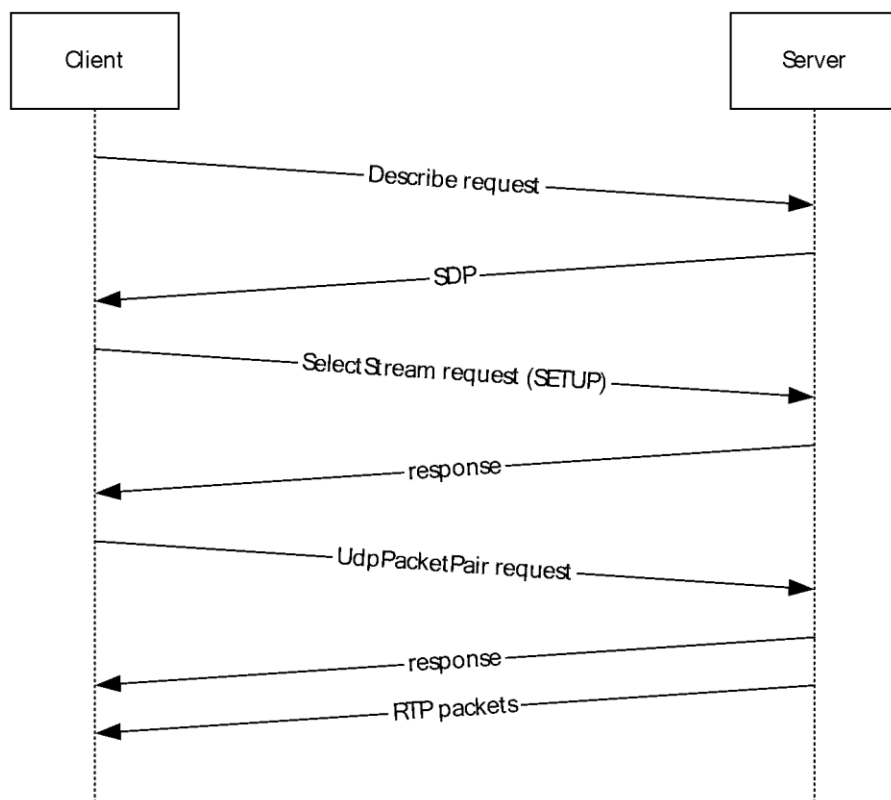 Client
Server
Describe request
SDP
SelectStream request (SETUP)
response
UdpPacketPair request
response
RTP packets